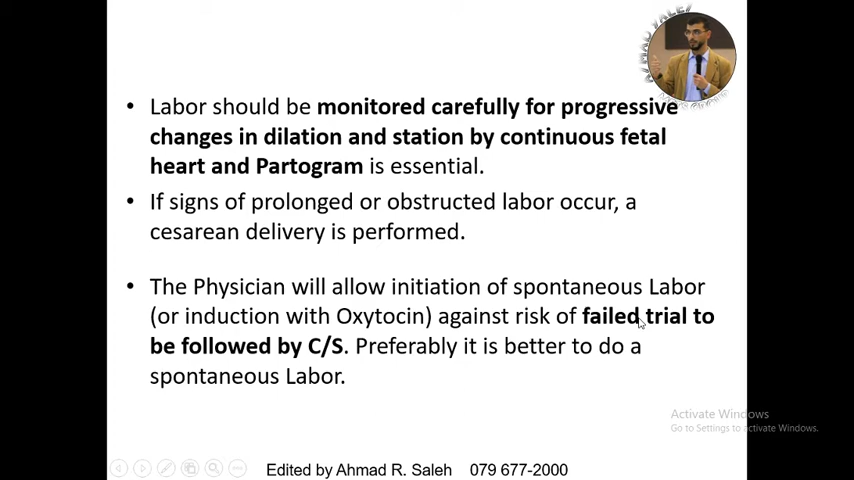 • Labor should be monitored carefully for progressive
changes in dilation and station by continuous fetal
heart and Partogram is essential.
• If signs of prolonged or obstructed labor occur, a
cesarean delivery is performed.
• The Physician will allow initiation of spontaneous Labor
(or induction with Oxytocin) against risk of failed trial to
be followed by C/S. Preferably it is better to do a
spontaneous Labor.
Activate Windows
Go to Settings to activate Windows.
Edited by Ahmad R. Saleh 079 677-2000